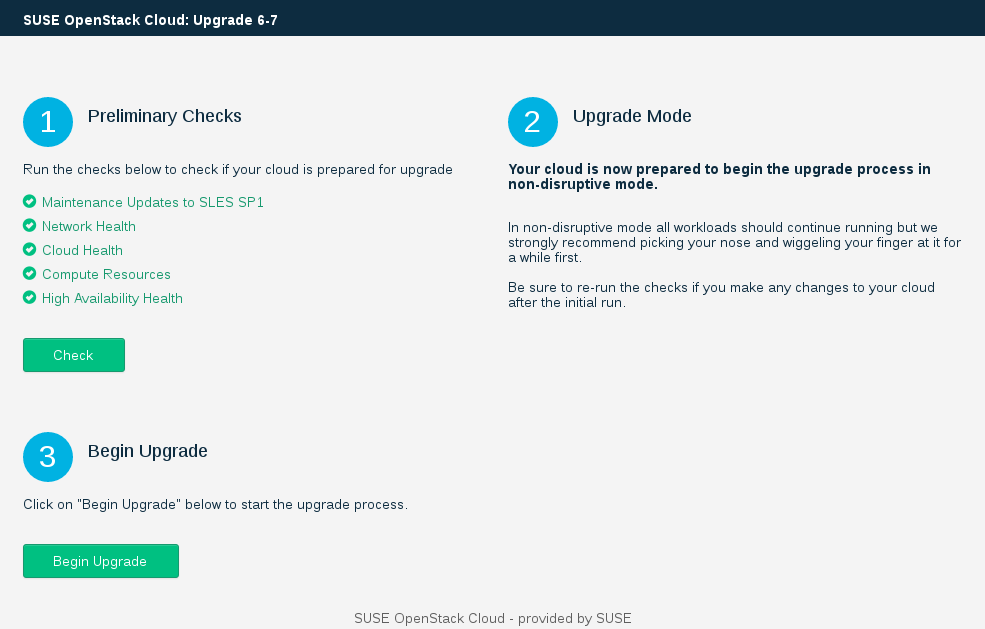 SUSE OpenStack Cloud: Upgrade 6-7
1
Preliminary Checks
Run the checks below to check if your cloud is prepared for upgrade
Maintenance Updates to SLES SP1
Network Health
Cloud Health
Compute Resources
High Availability Health
Check
2
Upgrade Mode
Your cloud is now prepared to begin the upgrade process in
non-disruptive mode.
In non-disruptive mode all workloads should continue running but we
strongly recommend picking your nose and wiggeling your finger at it for
a while first.
Be sure to re-run the checks if you make any changes to your cloud
after the initial run.
3
Begin Upgrade
Click on "Begin Upgrade" below to start the upgrade process.
Begin Upgrade
SUSE OpenStack Cloud - provided by SUSE